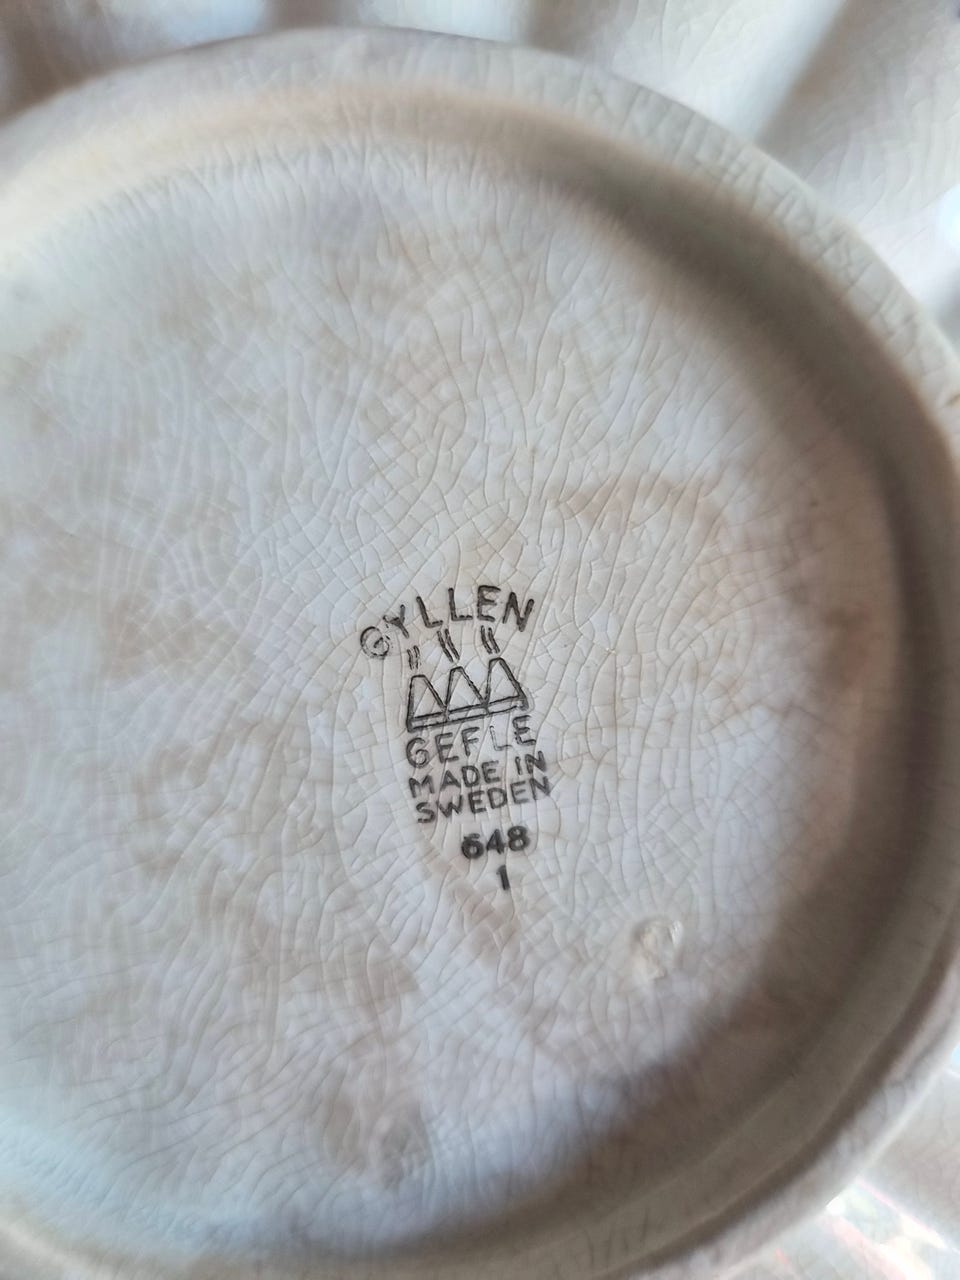 GYLLEN
GEFLE
MADE IN
SWEDEN
648
1